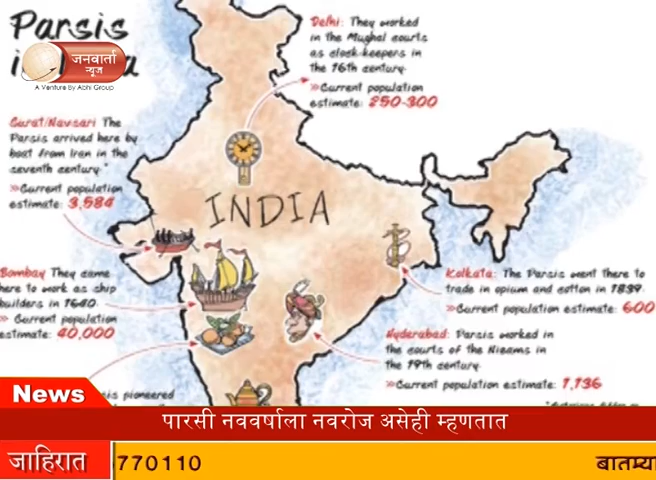 Parsis
i
जनवार्ता
न्यूज
A Venture By Abhi Group
Delhi: They worked
in the Mughal courts
as clock-keepers in
the 16th century
»Current population
estimate: 250-300
Surat/Navsari The
Parsis arrived here by
boat from Iran in the
seventh century
»Current population
estimate: 3,584
INDIA
Bombay They came
here to work as ship
builders in 1640
» Current population
estimate: 40,000
Kolkata: The Parsis went there to
trade in opium and cotton in 1839.
»Current population estimate: 600
Hyderabad: Parsis worked in
the courts of the Nizams in
the 19th century.
»Current population estimate: 1,136
pioneered
News
पारसी नववर्षाला नवरोज असेही म्हणतात
जाहिरात
770110
बातम्या